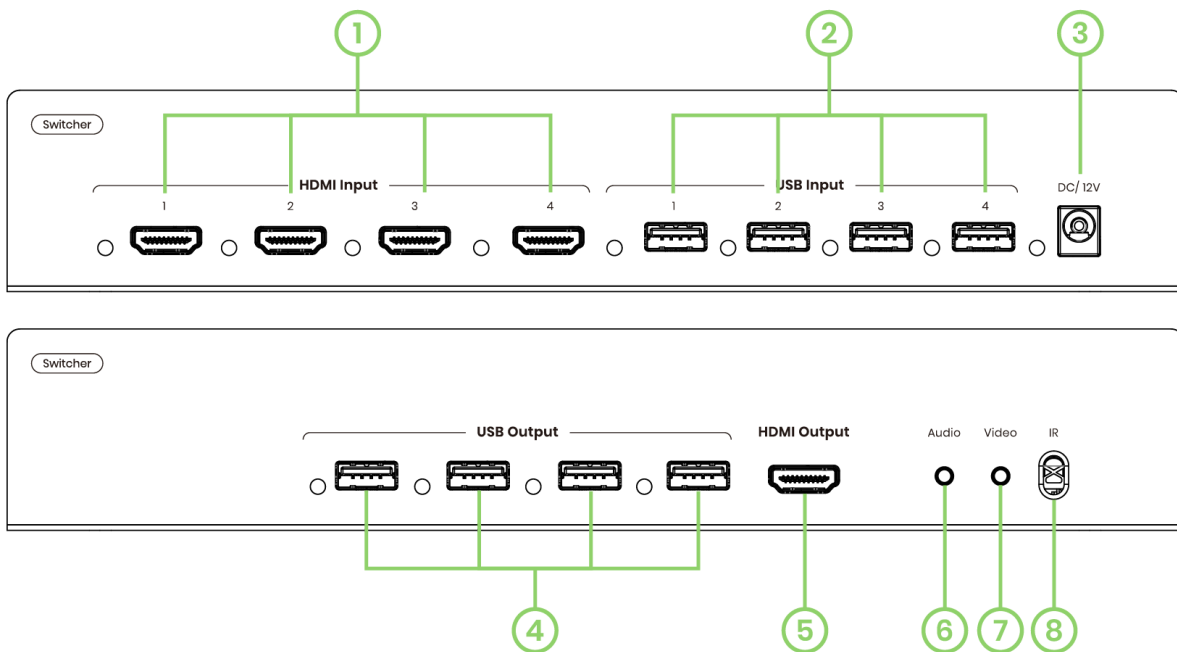 1 2 3
Switcher
HDMI Input USB Input DC/ 12V
1 2 3 4 1 2 3 4
Switcher
USB Output HDMI Output Audio Video IR
4 5 6 7 8